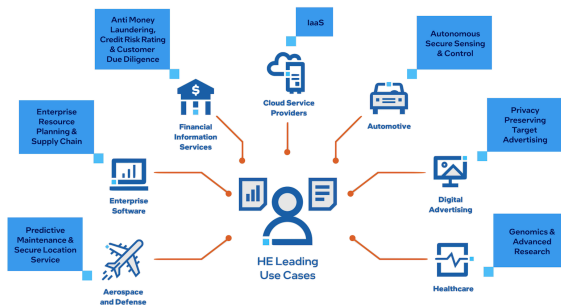 Anti Money
Laundering,
Credit Risk Rating
& Customer
Due Diligence
IaaS
Autonomous
Secure Sensing
& Control
Financial
Information
Services
Cloud Service
Providers
Automotive
Enterprise
Resource
Planning &
Supply Chain
Privacy
Preserving
Target
Advertising
Enterprise
Software
Digital
Advertising
Predictive
Maintenance &
Secure Location
Service
HE Leading
Use Cases
Genomics &
Advanced
Research
Aerospace
and Defense
Healthcare
$